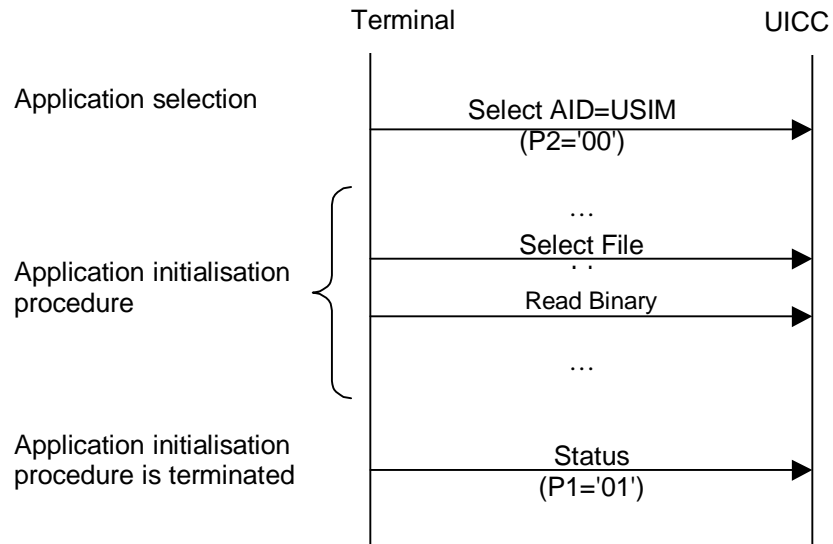 Terminal UICC
Application selection
Select AID=USIM
(P2='00')
...
Select File
. .
Application initialisation
procedure
Read Binary
...
Application initialisation
procedure is terminated
Status
(P1='01')